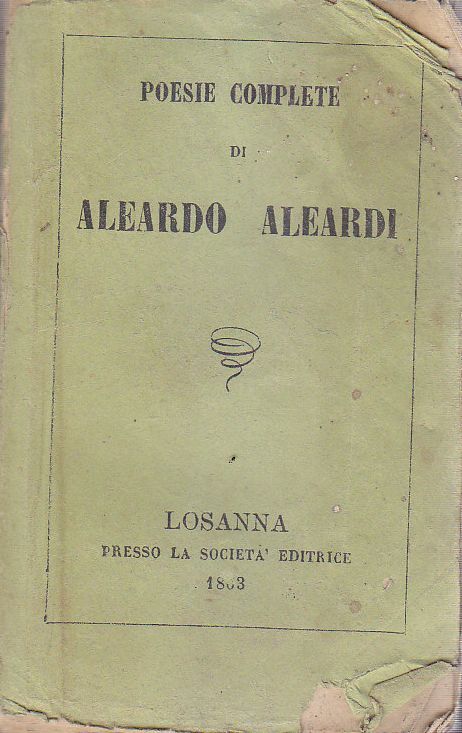 POESIE COMPLETE
DI
ALEARDO ALEARDI
LOSANNA
PRESSO LA SOCIETA' EDITRICE
1863